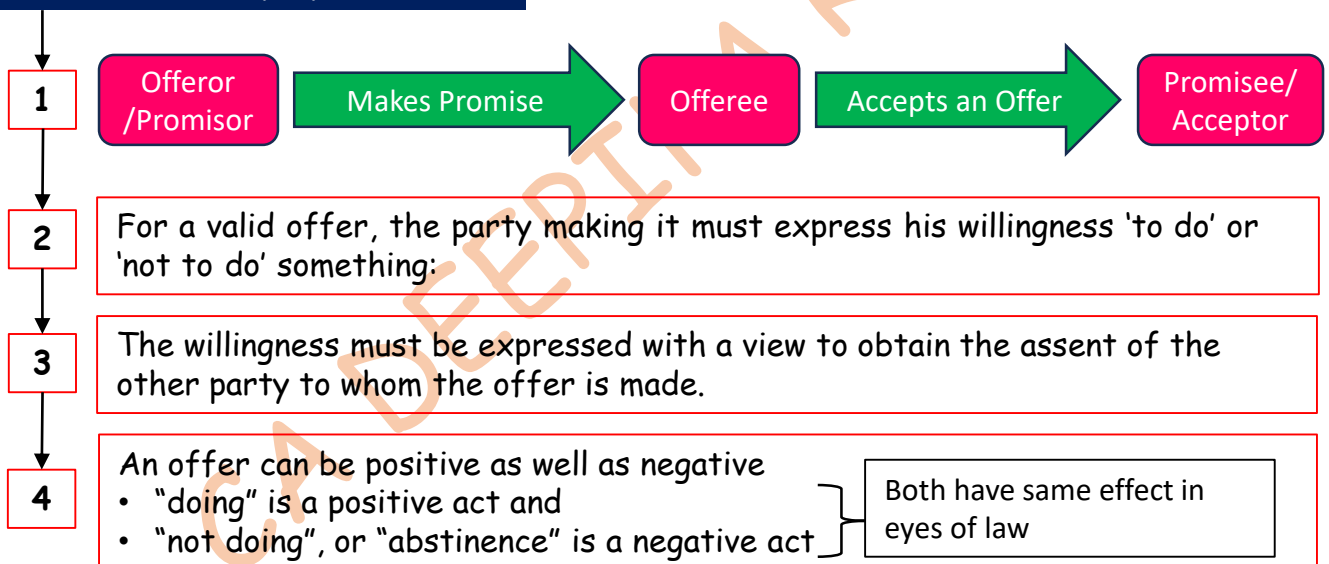 1
Offeror
/Promisor
Makes Promise
Offeree
Accepts an Offer
Promisee/
Acceptor
2
For a valid offer, the party making it must express his willingness ‘to do’ or
‘not to do’ something:
3
The willingness must be expressed with a view to obtain the assent of the
other party to whom the offer is made.
4
An offer can be positive as well as negative
• “doing” is a positive act and
• “not doing”, or “abstinence” is a negative act
Both have same effect in
eyes of law
CA